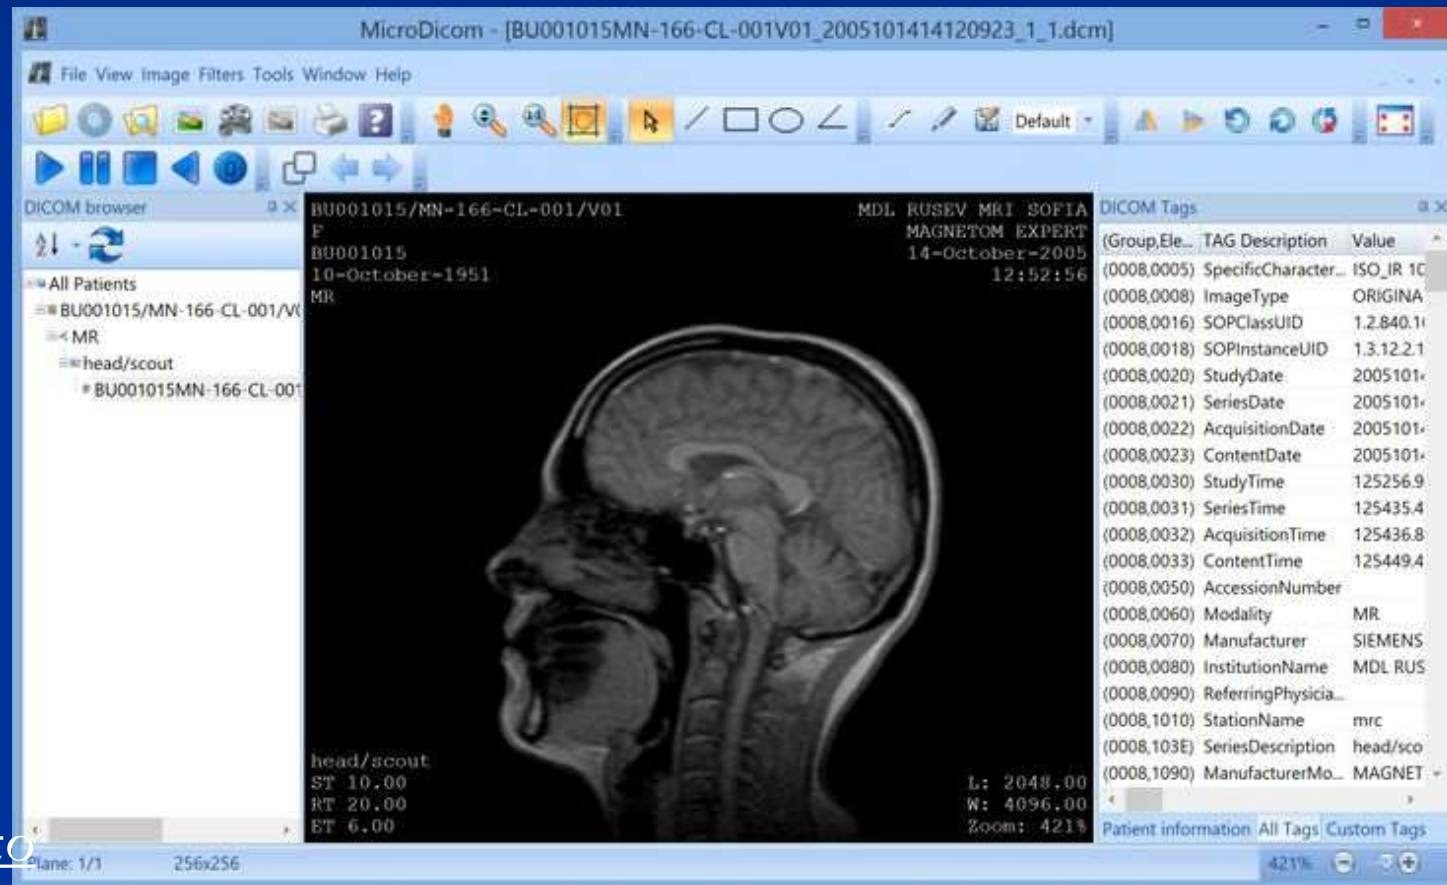 MicroDicom - [BU001015MN-166-CL-001V01_2005101414120923_1_1.dcm]
File View Image Filters Tools Window Help
Default
DICOM browser
All Patients
BU001015/MN-166-CL-001/V(
MR
head/scout
BU001015MN-166-CL-001
BU001015/MN-166-CL-001/V01
F
BU001015
10-October-1951
MR
MDL RUSEV MRI SOFIA
MAGNETOM EXPERT
14-October-2005
12:52:56
head/scout
ST 10.00
RT 20.00
ET 6.00
L: 2048.00
W: 4096.00
Zoom: 421%
DICOM Tags
(Group,Ele... TAG Description Value
(0008,0005) SpecificCharacter... ISO_IR 10
(0008,0008) ImageType ORIGINA
(0008,0016) SOPClassUID 1.2.840.1
(0008,0018) SOPInstanceUID 1.3.12.2.1
(0008,0020) StudyDate 2005101
(0008,0021) SeriesDate 2005101
(0008,0022) AcquisitionDate 2005101
(0008,0023) ContentDate 2005101
(0008,0030) StudyTime 125256.9
(0008,0031) SeriesTime 125435.4
(0008,0032) AcquisitionTime 125436.8
(0008,0033) ContentTime 125449.4
(0008,0050) AccessionNumber
(0008,0060) Modality MR
(0008,0070) Manufacturer SIEMENS
(0008,0080) InstitutionName MDL RUS
(0008,0090) ReferringPhysicia...
(0008,1010) StationName mrc
(0008,103E) SeriesDescription head/sco
(0008,1090) ManufacturerMo... MAGNET
Patient information All Tags Custom Tags
Plane: 1/1 256x256 421%